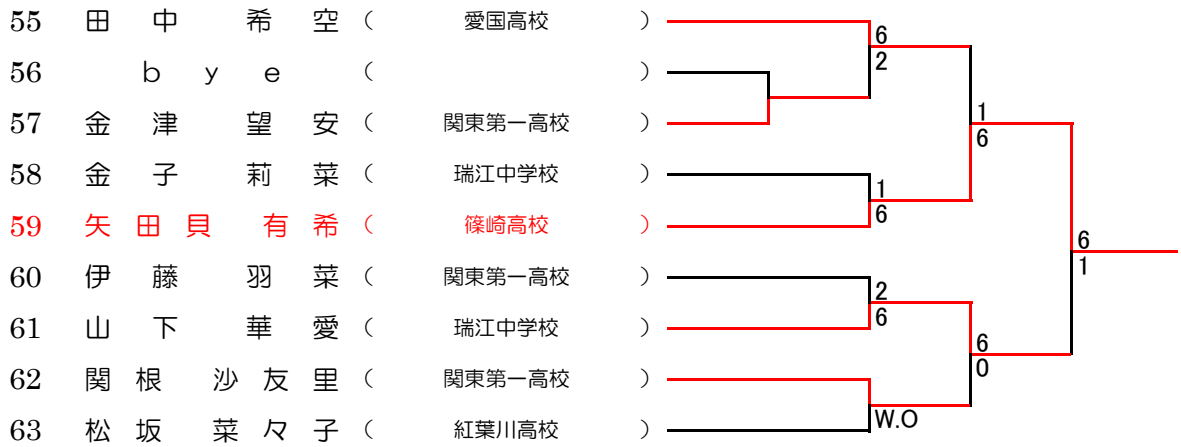 55 田中 希空 （ 愛国高校 ）
56 ｂｙｅ （ ）
57 金津 望安 （ 関東第一高校 ）
58 金子 莉菜 （ 瑞江中学校 ）
59 矢田貝 有希 （ 篠崎高校 ）
60 伊藤 羽菜 （ 関東第一高校 ）
61 山下 華愛 （ 瑞江中学校 ）
62 関根 沙友里 （ 関東第一高校 ）
63 松坂 菜々子 （ 紅葉川高校 ）
6
2
1
6
1
6
6
1
2
6
6
0
W.O